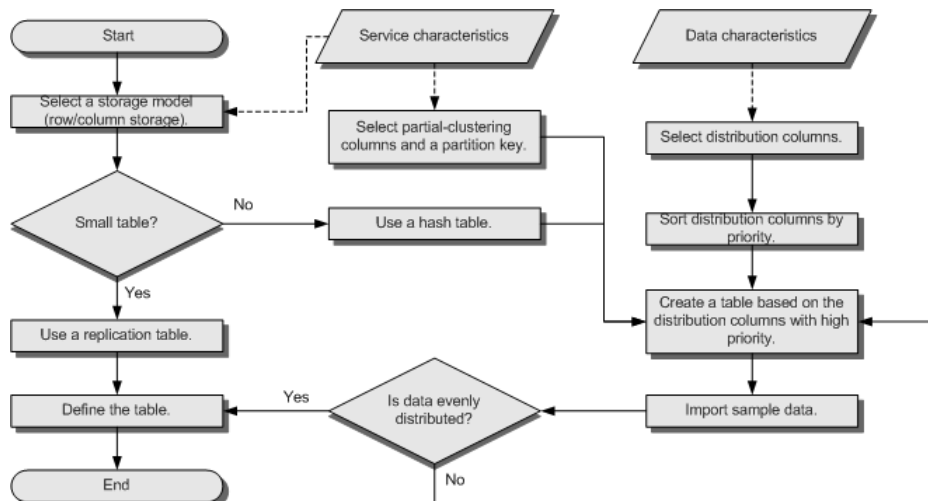 Start
Service characteristics
Data characteristics
Select a storage model
(row/column storage).
Select partial-clustering
columns and a partition key.
Select distribution columns.
Small table?
No
Use a hash table.
Sort distribution columns by
priority.
Yes
Create a table based on the
distribution columns with high
priority.
Use a replication table.
Define the table.
Yes
Is data evenly
distributed?
Import sample data.
No
End